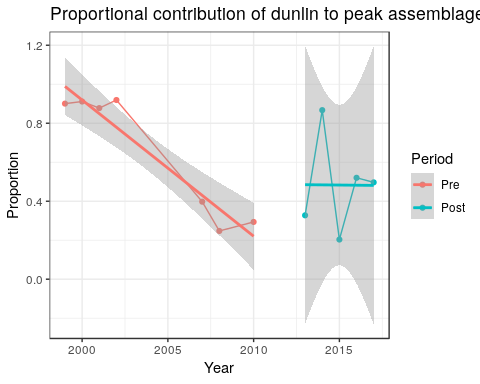 Proportional contribution of dunlin to peak assemblage
1.2
0.8
0.4
0.0
Proportion
2000 2005 2010 2015
Year
Period
Pre
Post